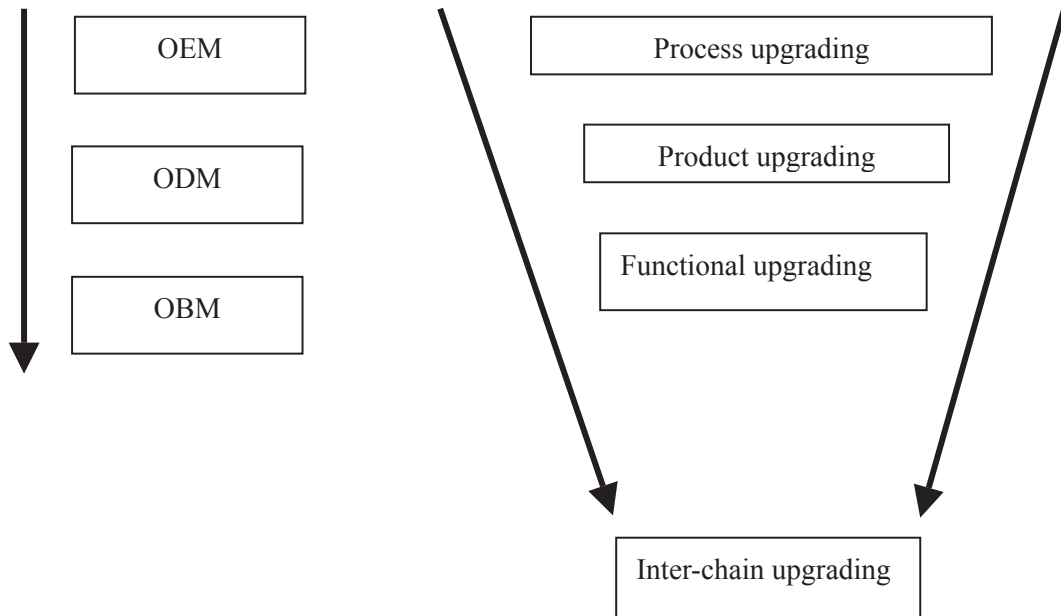 OEM
ODM
OBM
Process upgrading
Product upgrading
Functional upgrading
Inter-chain upgrading